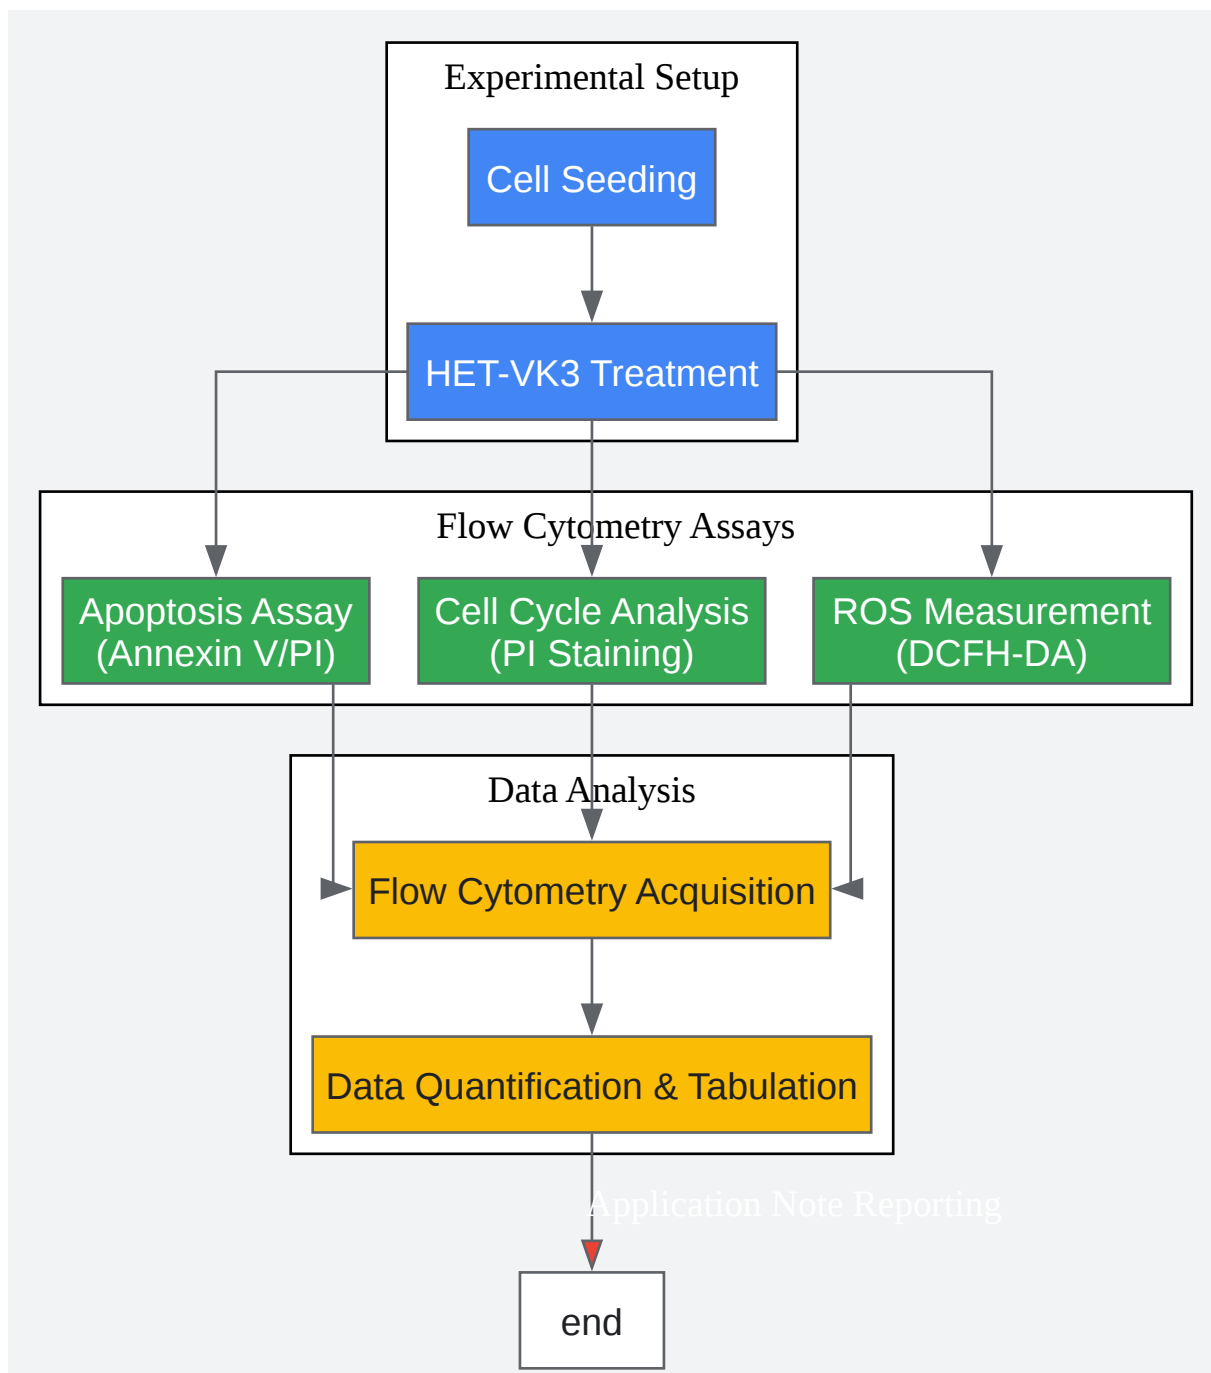 Experimental Setup
Cell Seeding
HET-VK3 Treatment
Flow Cytometry Assays
Apoptosis Assay
(Annexin V/PI)
Cell Cycle Analysis
(PI Staining)
ROS Measurement
(DCFH-DA)
Data Analysis
Flow Cytometry Acquisition
Data Quantification & Tabulation
Application Note Reporting
end